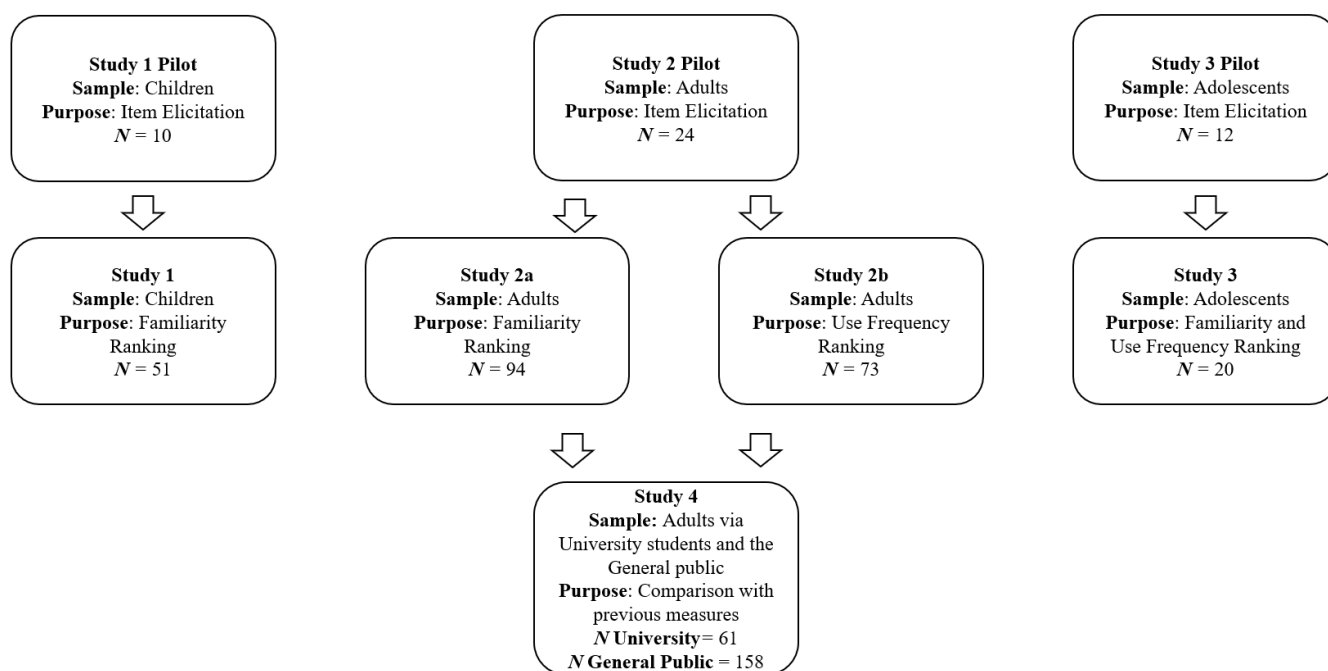 Study 1 Pilot
Sample: Children
Purpose: Item Elicitation
N = 10
Study 2 Pilot
Sample: Adults
Purpose: Item Elicitation
N = 24
Study 3 Pilot
Sample: Adolescents
Purpose: Item Elicitation
N = 12
Study 1
Sample: Children
Purpose: Familiarity
Ranking
N = 51
Study 2a
Sample: Adults
Purpose: Familiarity
Ranking
N = 94
Study 2b
Sample: Adults
Purpose: Use Frequency
Ranking
N = 73
Study 3
Sample: Adolescents
Purpose: Familiarity and
Use Frequency Ranking
N = 20
Study 4
Sample: Adults via
University students and the
General public
Purpose: Comparison with
previous measures
N University= 61
N General Public = 158